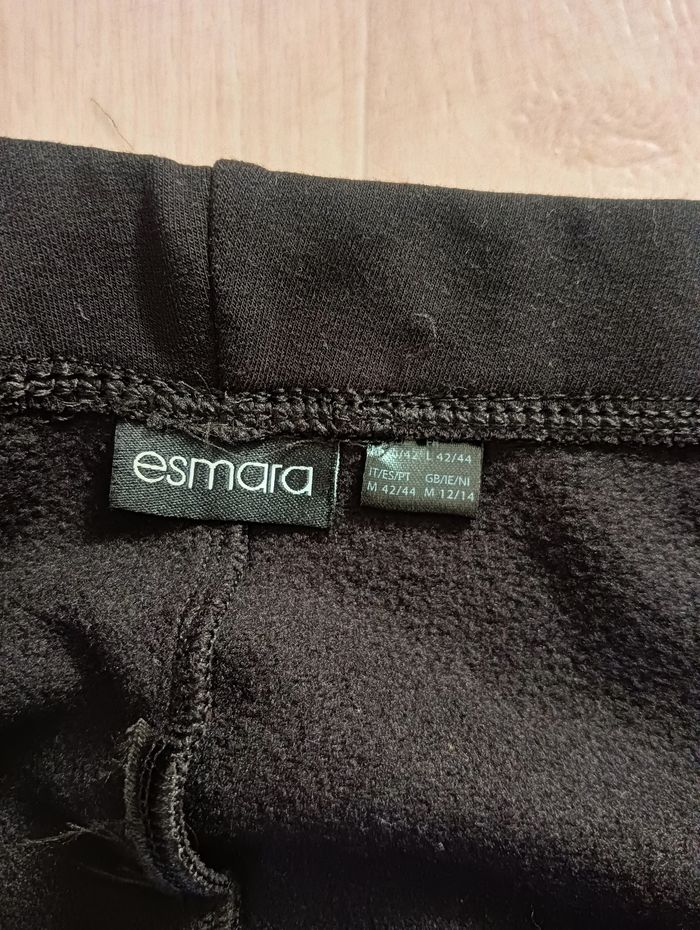 esmara
L 42/44
IT/ES/PT GB/IE/NI
M 42/44 M 12/14